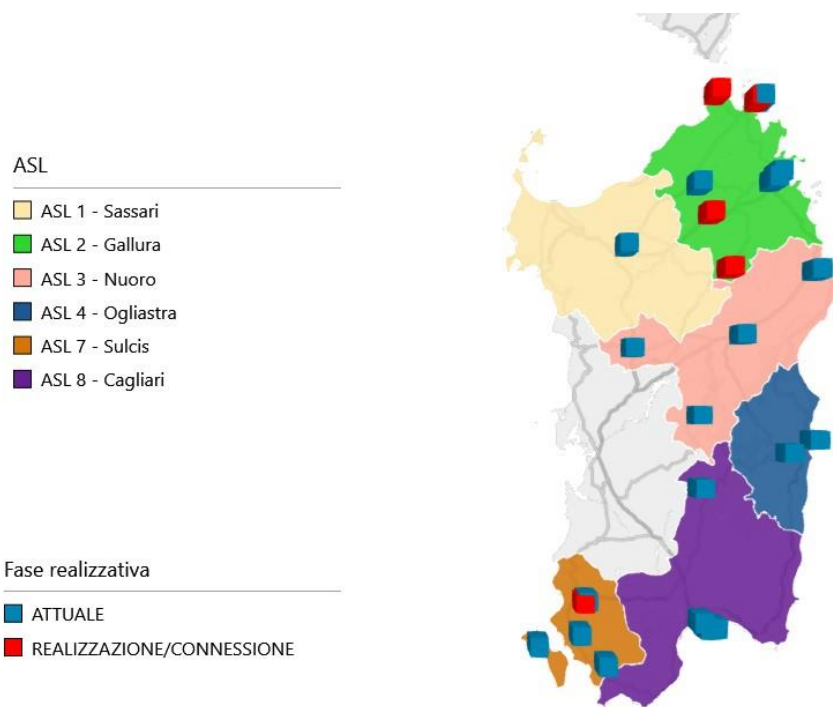 ASL
ASL 1 - Sassari
ASL 2 - Gallura
ASL 3 - Nuoro
ASL 4 - Ogliastra
ASL 7 - Sulcis
ASL 8 - Cagliari
Fase realizzativa
ATTUALE
REALIZZAZIONE/CONNESSIONE